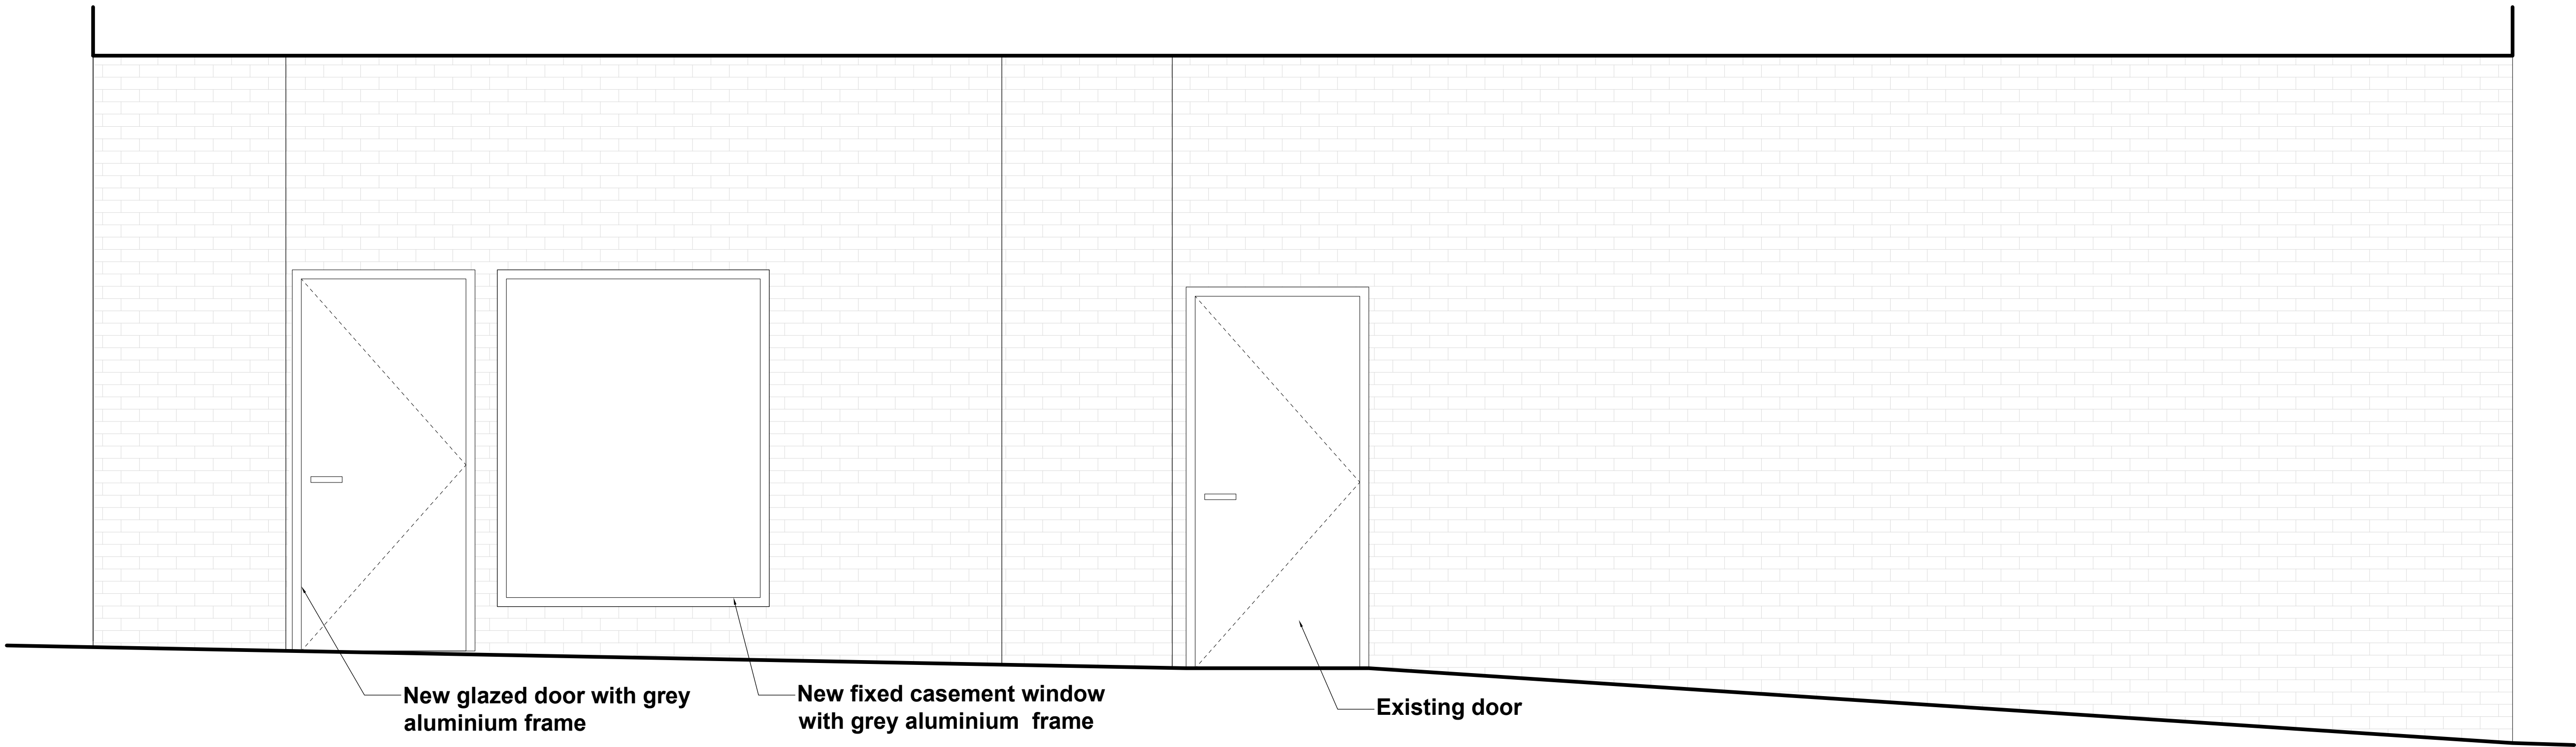 New glazed door with grey
aluminium frame
New fixed casement window
with grey aluminium  frame
Existing door